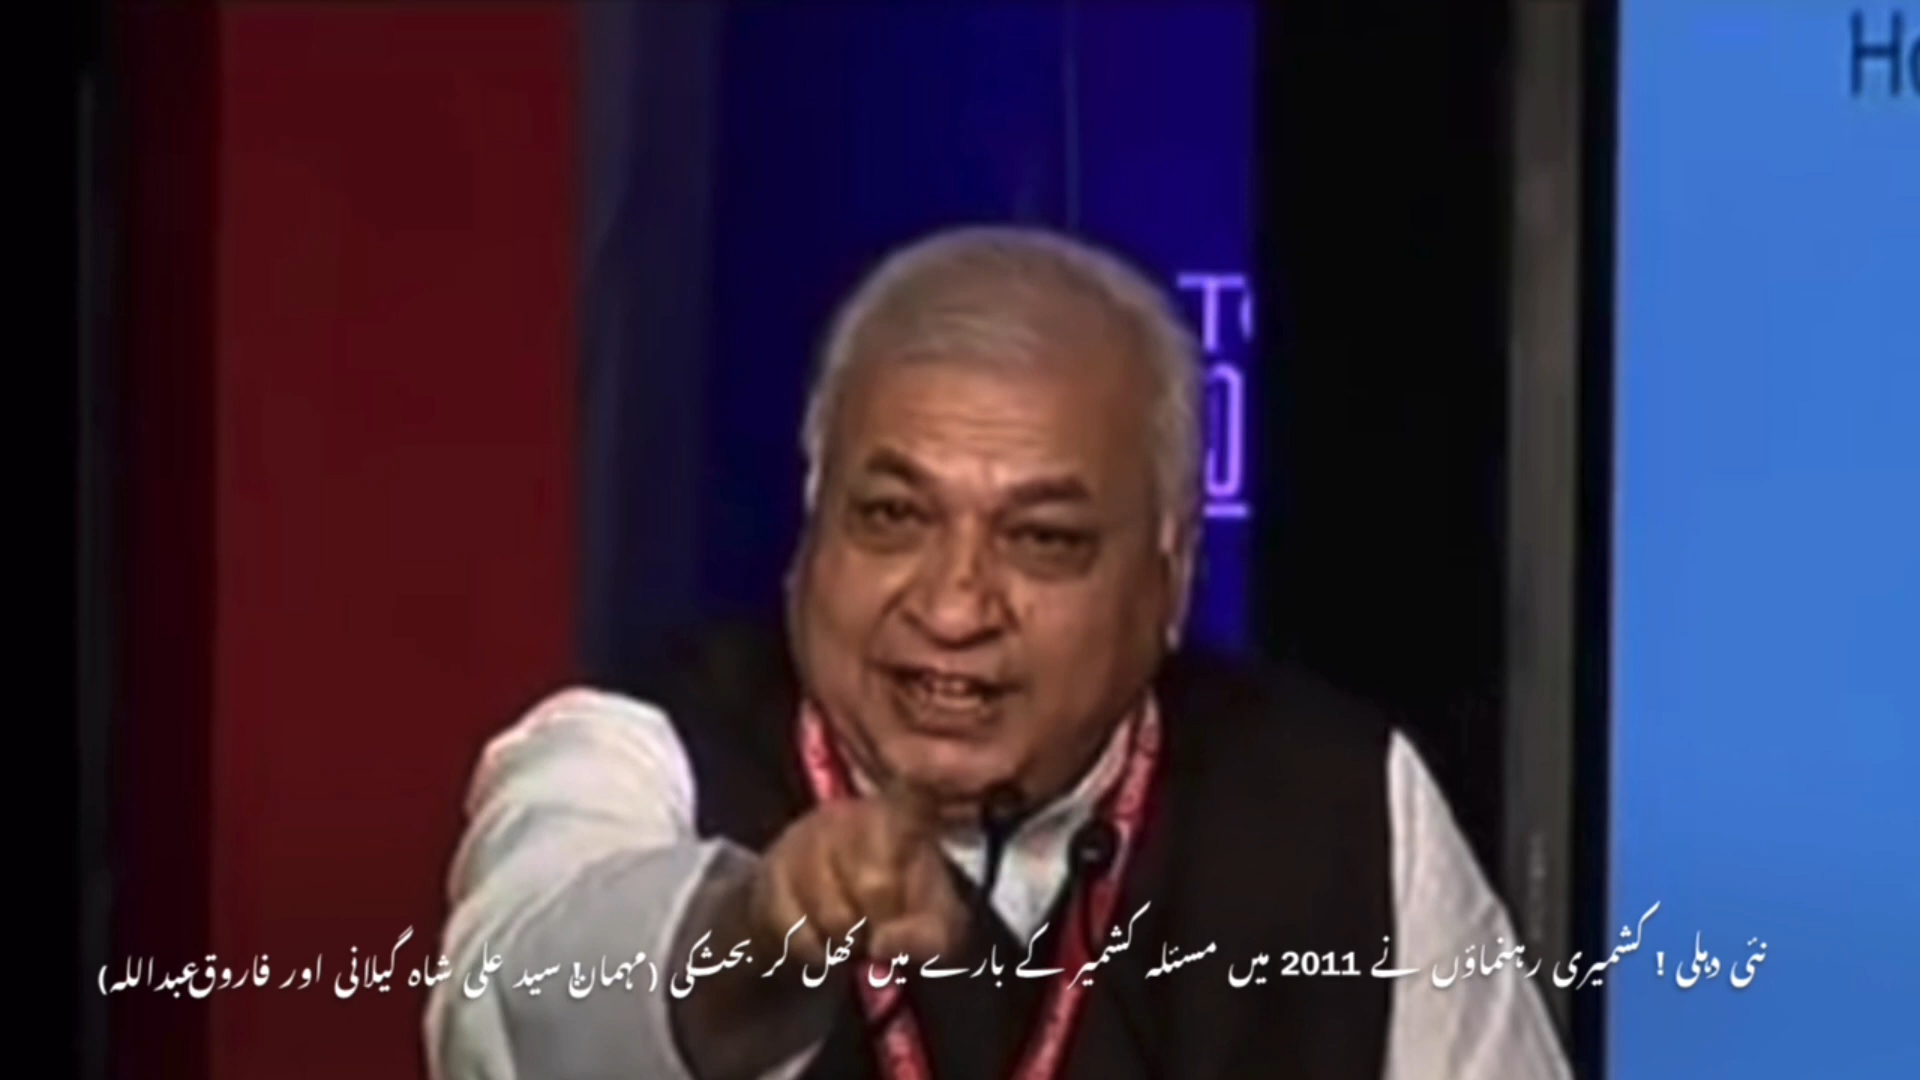 Ho
نئی دہلی ! کشمیری رہنماؤں نے 2011 میں مسئلہ کشمیر کے بارے میں کھل کر بحث کی (مہمان! سید علی شاہ گیلانی اور فاروق عبداللہ)